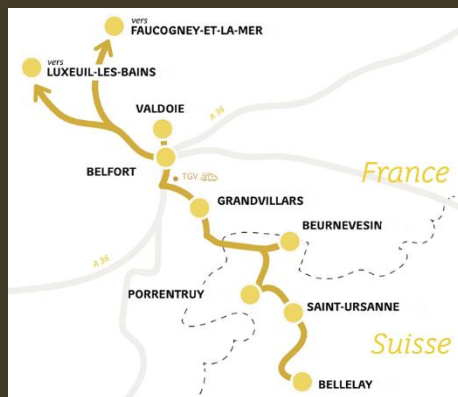 vers
FAUCOGNEY-ET-LA-MER
vers
LUXEUIL-LES-BAINS
VALDOIE
A 36
BELFORT
TGV
France
GRANDVILLARS
BEURNEVESIN
A 36
PORRENTRUY
SAINT-URSANNE
Suisse
BELLELAY